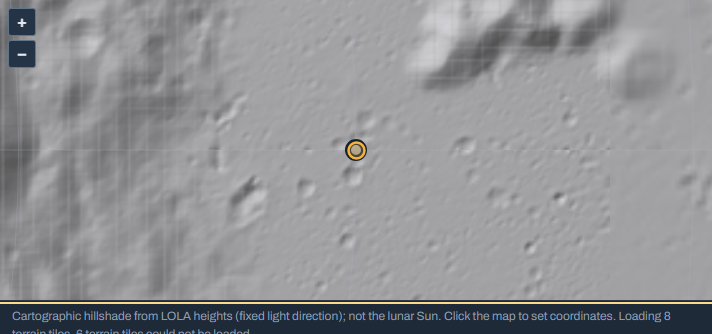 +
−
Cartographic hillshade from LOLA heights (fixed light direction); not the lunar Sun. Click the map to set coordinates. Loading 8
terrain tiles. 6 terrain tiles could not be loaded